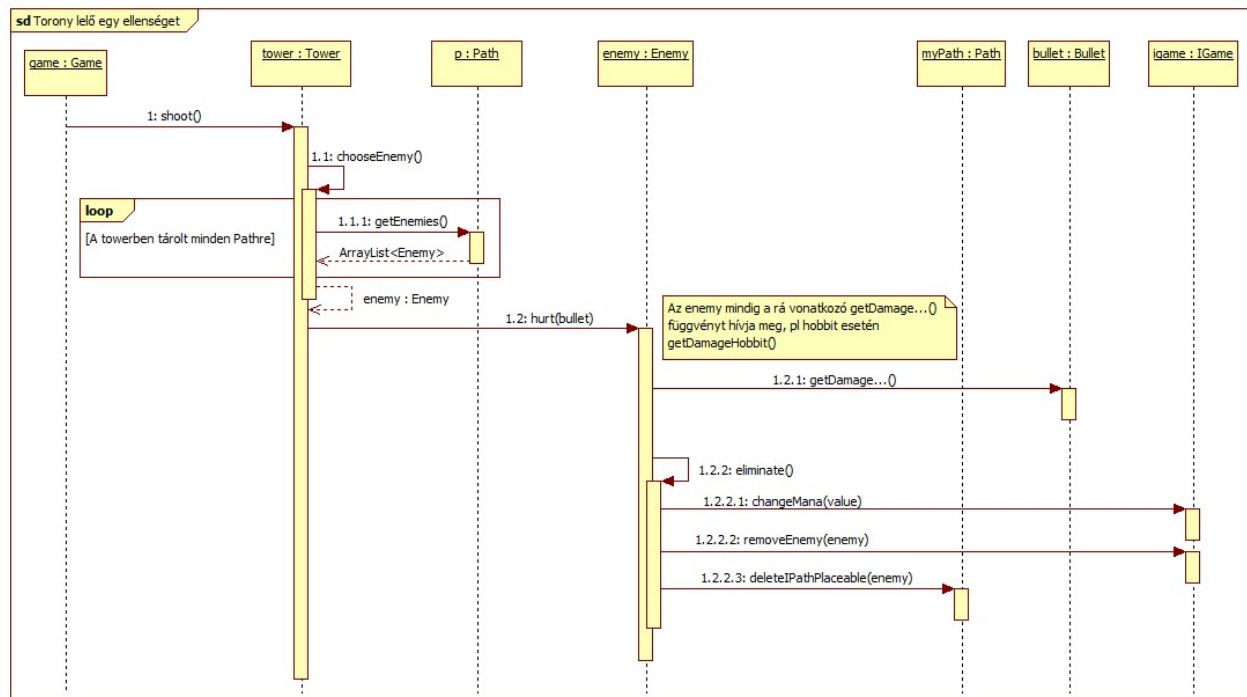 sd Torony lelő egy ellenséget
game : Game
tower : Tower
p : Path
enemy : Enemy
myPath : Path
bullet : Bullet
igame : IGame
1: shoot()
1.1: chooseEnemy()
loop
[A towerben tárolt minden Pathre]
1.1.1: getEnemies()
ArrayList<Enemy>
enemy : Enemy
1.2: hurt(bullet)
Az enemy mindig a rá vonatkozó getDamage...()
függvényt hívja meg, pl hobbit esetén
getDamageHobbit()
1.2.1: getDamage...()
1.2.2: eliminate()
1.2.2.1: changeMana(value)
1.2.2.2: removeEnemy(enemy)
1.2.2.3: deleteIPathPlaceable(enemy)